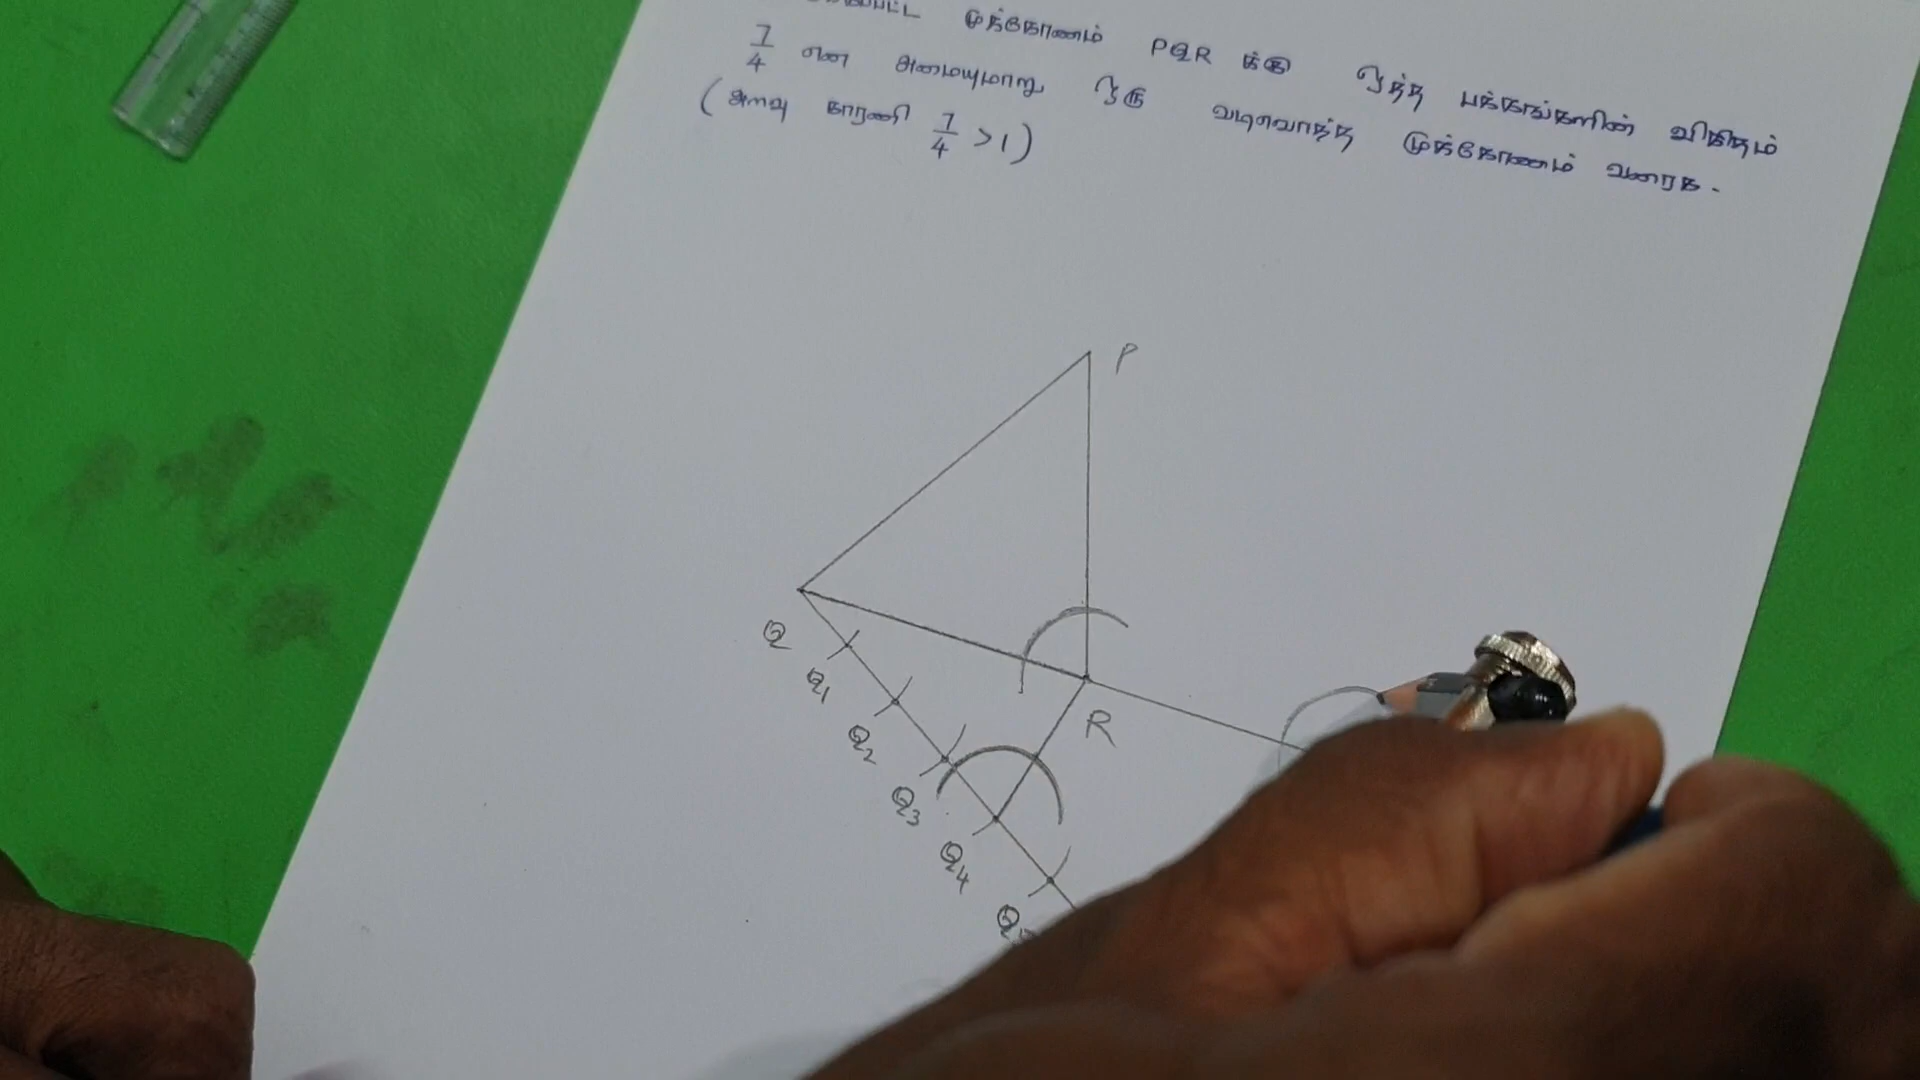 முக்கோணம் PQR க்கு ஒத்த பக்கங்களின் விகிதம்
7/4 என அமையுமாறு ஒரு வடிவொத்த முக்கோணம் வரைக.
(அளவு காரணி 7/4 > 1)
P
Q
R
Q1
Q2
Q3
Q4